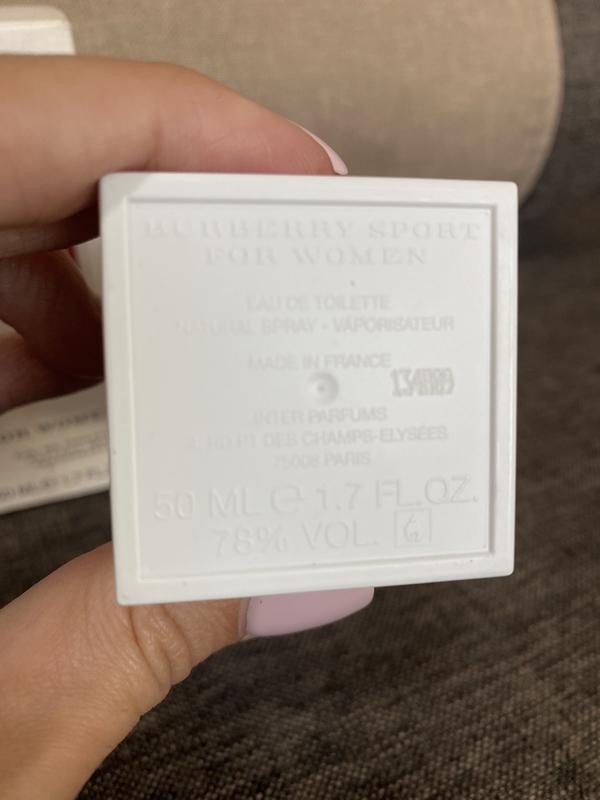 BURBERRY SPORT
FOR WOMEN
EAU DE TOILETTE
NATURAL SPRAY - VAPORISATEUR
MADE IN FRANCE
INTER PARFUMS
4, RD PT DES CHAMPS-ELYSÉES
75008 PARIS
50 ML e 1.7 FL.OZ.
78% VOL.